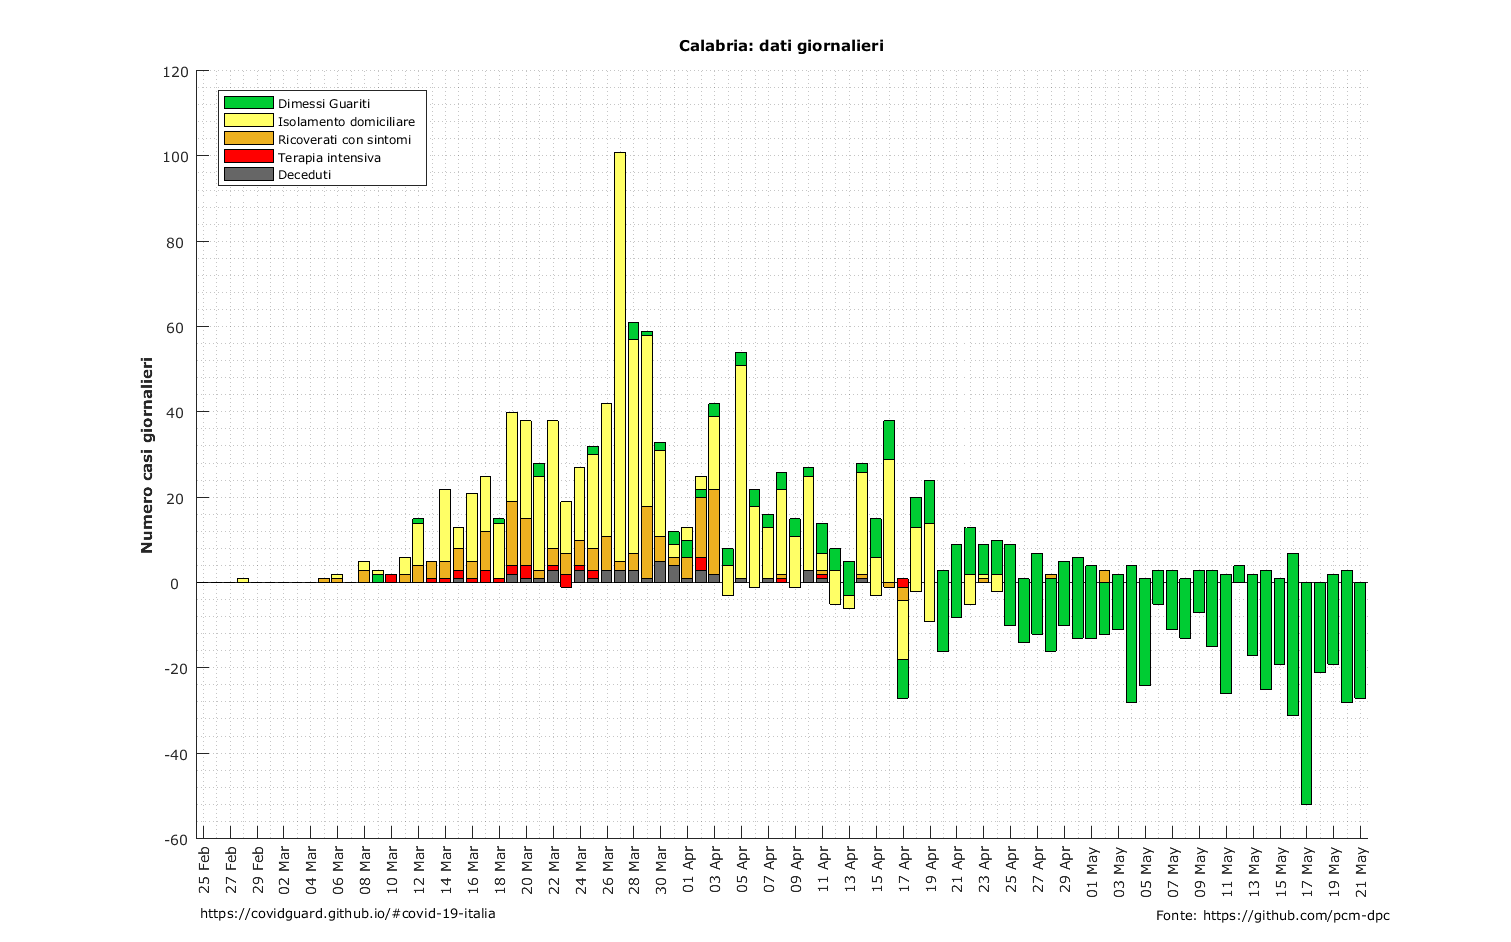 Calabria: dati giornalieri
Numero casi giornalieri
120
100
80
60
40
20
0
-20
-40
-60
Dimessi Guariti
Isolamento domiciliare
Ricoverati con sintomi
Terapia intensiva
Deceduti
25 Feb
27 Feb
29 Feb
02 Mar
04 Mar
06 Mar
08 Mar
10 Mar
12 Mar
14 Mar
16 Mar
18 Mar
20 Mar
22 Mar
24 Mar
26 Mar
28 Mar
30 Mar
01 Apr
03 Apr
05 Apr
07 Apr
09 Apr
11 Apr
13 Apr
15 Apr
17 Apr
19 Apr
21 Apr
23 Apr
25 Apr
27 Apr
29 Apr
01 May
03 May
05 May
07 May
09 May
11 May
13 May
15 May
17 May
19 May
21 May
https://covidguard.github.io/#covid-19-italia
Fonte: https://github.com/pcm-dpc